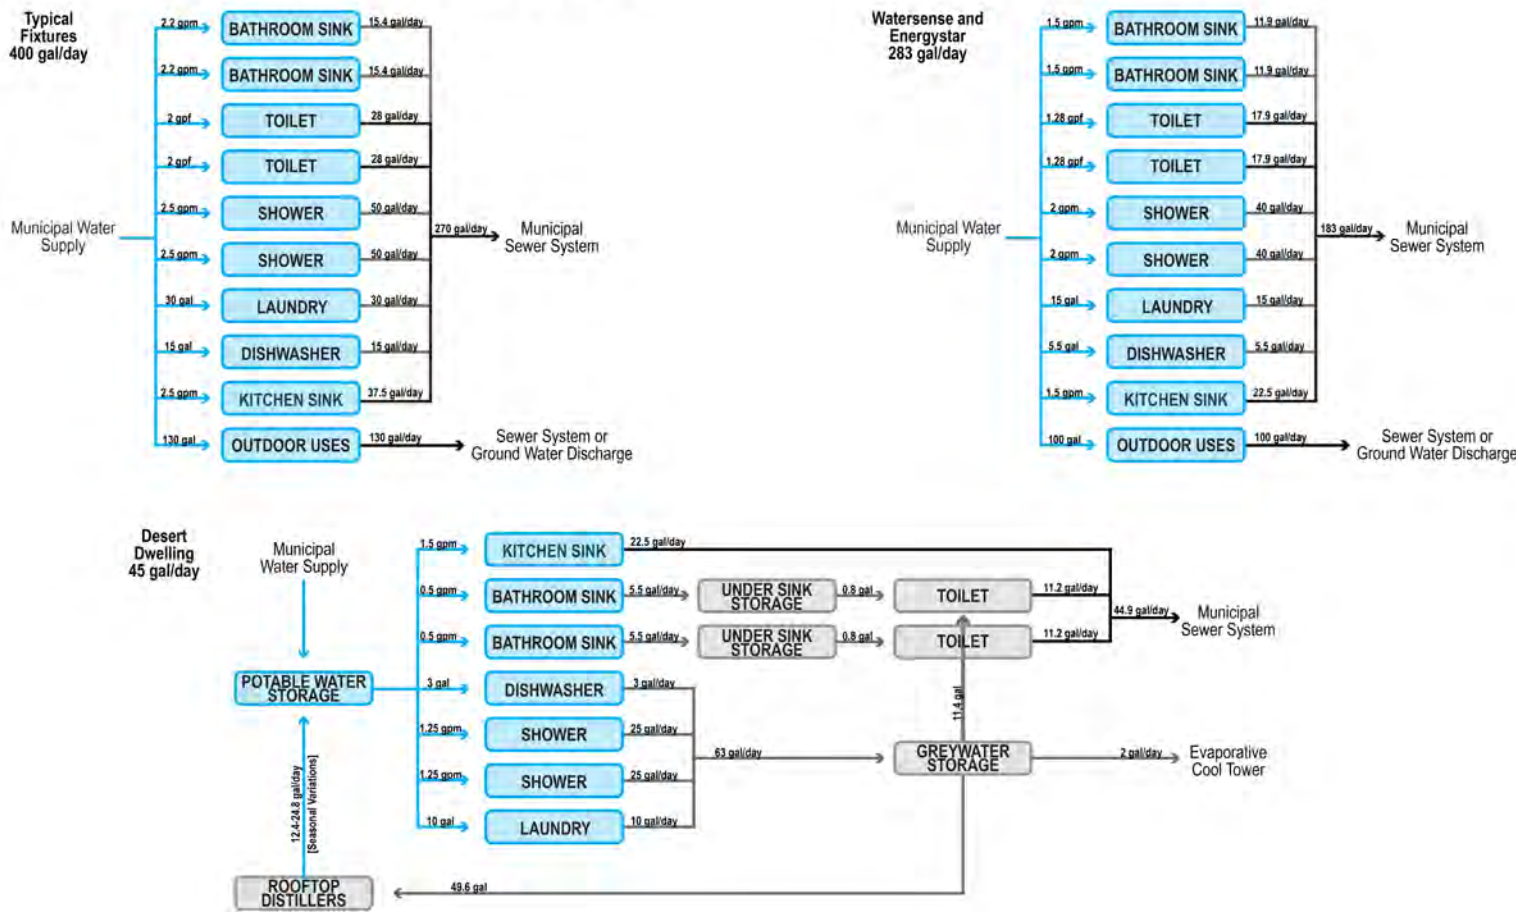 Typical
Fixtures
400 gal/day
Municipal Water
Supply
2.2 gpm
BATHROOM SINK
15.4 gal/day
2.2 gpm
BATHROOM SINK
15.4 gal/day
2 gpf
TOILET
28 gal/day
2 gpf
TOILET
28 gal/day
2.5 gpm
SHOWER
50 gal/day
2.5 gpm
SHOWER
50 gal/day
30 gal
LAUNDRY
30 gal/day
15 gal
DISHWASHER
15 gal/day
2.5 gpm
KITCHEN SINK
37.5 gal/day
130 gal
OUTDOOR USES
130 gal/day
270 gal/day
Municipal
Sewer System
Sewer System or
Ground Water Discharge
Watersense and
Energystar
283 gal/day
Municipal Water
Supply
1.5 gpm
BATHROOM SINK
11.9 gal/day
1.5 gpm
BATHROOM SINK
11.9 gal/day
1.28 gpf
TOILET
17.9 gal/day
1.28 gpf
TOILET
17.9 gal/day
2 gpm
SHOWER
40 gal/day
2 gpm
SHOWER
40 gal/day
15 gal
LAUNDRY
15 gal/day
5.5 gal
DISHWASHER
5.5 gal/day
1.5 gpm
KITCHEN SINK
22.5 gal/day
100 gal
OUTDOOR USES
100 gal/day
183 gal/day
Municipal
Sewer System
Sewer System or
Ground Water Discharge
Desert
Dwelling
45 gal/day
Municipal
Water Supply
POTABLE WATER
STORAGE
12.4-24.8 gal/day
[Seasonal Variations]
ROOFTOP
DISTILLERS
1.5 gpm
KITCHEN SINK
22.5 gal/day
0.5 gpm
BATHROOM SINK
5.5 gal/day
UNDER SINK
STORAGE
0.8 gal
TOILET
11.2 gal/day
0.5 gpm
BATHROOM SINK
5.5 gal/day
UNDER SINK
STORAGE
0.8 gal
TOILET
11.2 gal/day
44.9 gal/day
Municipal
Sewer System
3 gal
DISHWASHER
3 gal/day
1.25 gpm
SHOWER
25 gal/day
1.25 gpm
SHOWER
25 gal/day
10 gal
LAUNDRY
10 gal/day
63 gal/day
11.4 gal
GREYWATER
STORAGE
2 gal/day
Evaporative
Cool Tower
49.6 gal